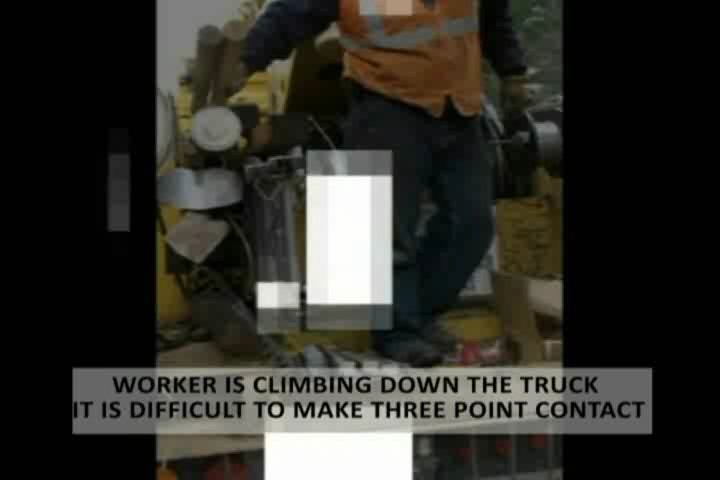 WORKER IS CLIMBING DOWN THE TRUCK
IT IS DIFFICULT TO MAKE THREE POINT CONTACT